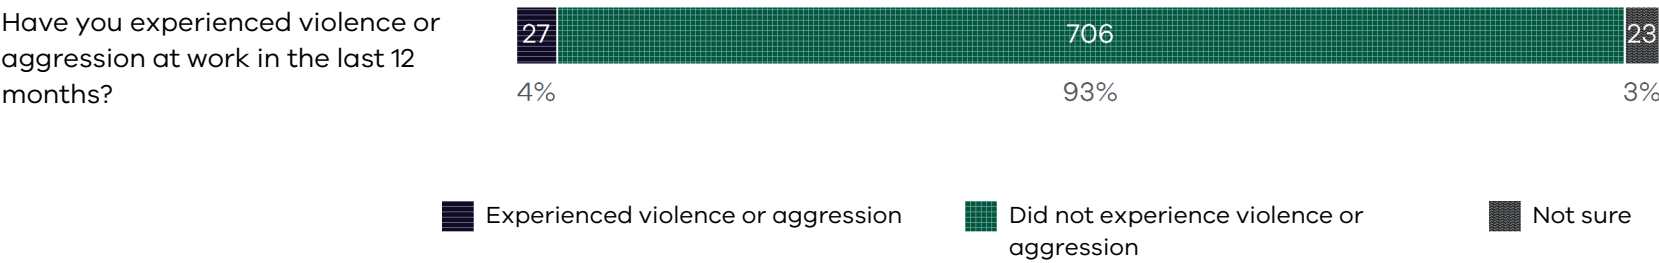 Have you experienced violence or
aggression at work in the last 12
months?
27 706 23
4% 93% 3%
Experienced violence or aggression
Did not experience violence or
aggression
Not sure